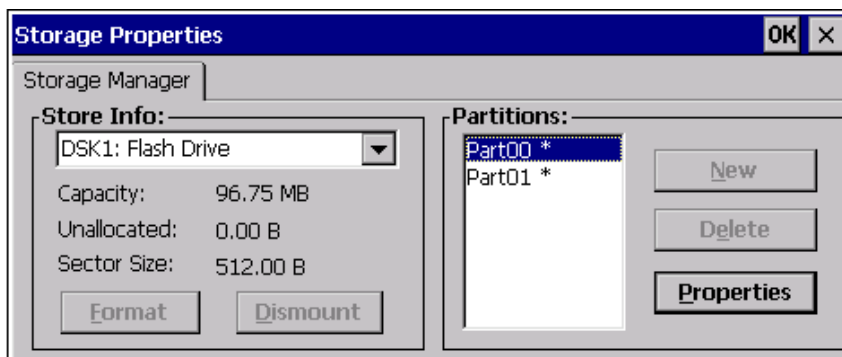 Storage Properties OK ×
Storage Manager
Store Info:
DSK1: Flash Drive
Capacity: 96.75 MB
Unallocated: 0.00 B
Sector Size: 512.00 B
Format Dismount
Partitions:
Part00 *
Part01 *
New
Delete
Properties